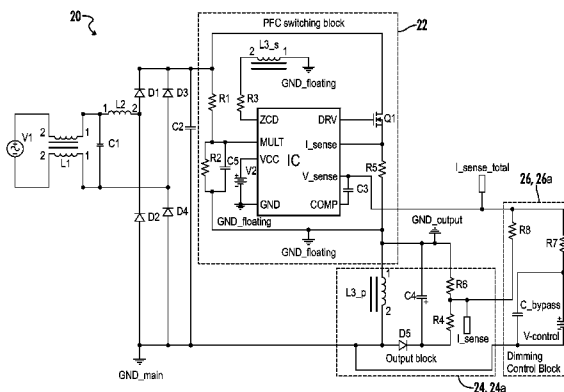 20
PFC switching block
22
2 L3_s 1
GND_floating
D1
D3
R1
R3
L2
1 2
C2
ZCD
DRV
Q1
V1
2 1
2 1
L1
C1
MULT
IC
I_sense
R2
C5
VCC
V2
V_sense
R5
C3
GND
COMP
I_sense_total
26, 26a
GND_floating
GND_output
R8
R7
D2
D4
GND_floating
1
L3_p
2
C4
R6
R4
C_bypass
D5
I_sense
V-control
Output block
Dimming
Control Block
GND_main
24, 24a